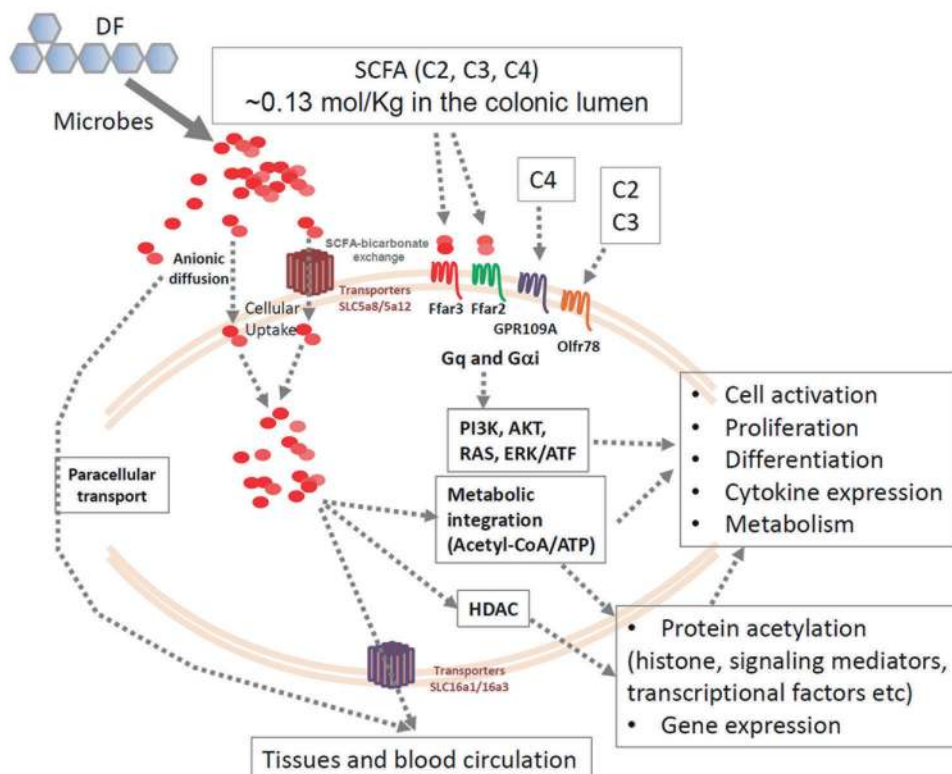 DF
SCFA (C2, C3, C4)
~0.13 mol/Kg in the colonic lumen
Microbes
C4
C2
C3
SCFA-bicarbonate
exchange
Anionic
diffusion
Transporters
SLC5a8/5a12
Cellular
Uptake
Ffar3
Ffar2
GPR109A
Olfr78
Gq and Gαi
PI3K, AKT,
RAS, ERK/ATF
• Cell activation
• Proliferation
• Differentiation
• Cytokine expression
• Metabolism
Paracellular
transport
Metabolic
integration
(Acetyl-CoA/ATP)
HDAC
• Protein acetylation
(histone, signaling mediators,
transcriptional factors etc)
• Gene expression
Transporters
SLC16a1/16a3
Tissues and blood circulation